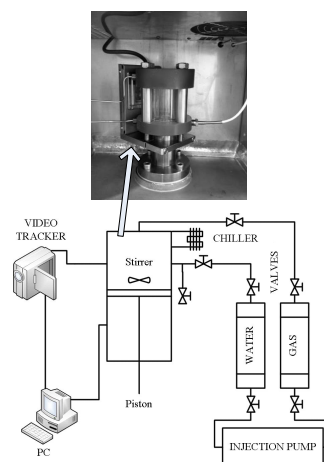 VIDEO
TRACKER
Stirrer
CHILLER
VALVES
WATER
GAS
Piston
PC
INJECTION PUMP